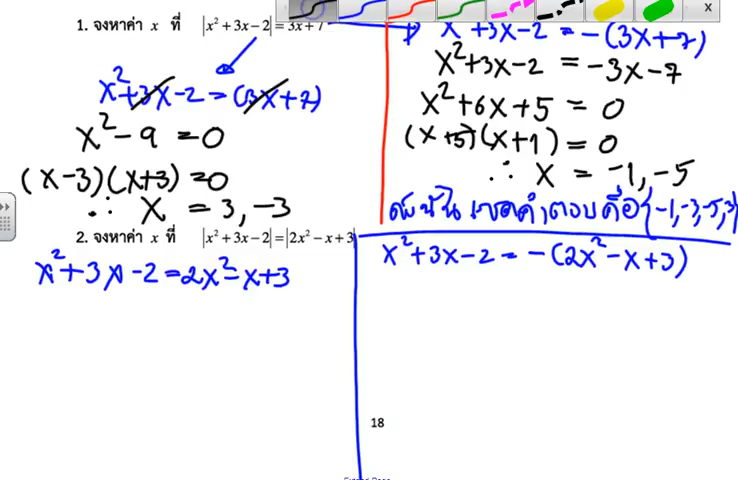 1. จงหาค่า x ที่ |x² + 3x − 2| = 3x + 7
x² + 3x − 2 = (3x + 7)
x² − 9 = 0
(x − 3)(x + 3) = 0
∴ x = 3, −3
x² + 3x − 2 = −(3x + 7)
x² + 3x − 2 = −3x − 7
x² + 6x + 5 = 0
(x + 5)(x + 1) = 0
∴ x = −1, −5
ดังนั้น เซตคำตอบคือ {−1, −3, −5, 3}
2. จงหาค่า x ที่ |x² + 3x − 2| = |2x² − x + 3|
x² + 3x − 2 = 2x² − x + 3
x² + 3x − 2 = −(2x² − x + 3)
18